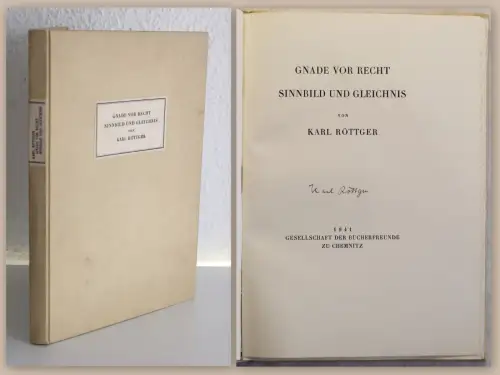 GNADE VOR RECHT
SINNBILD UND GLEICHNIS
VON
KARL RÖTTGER
GNADE VOR RECHT
SINNBILD UND GLEICHNIS
VON
KARL RÖTTGER
Karl Röttger
1941
GESELLSCHAFT DER BÜCHERFREUNDE
ZU CHEMNITZ